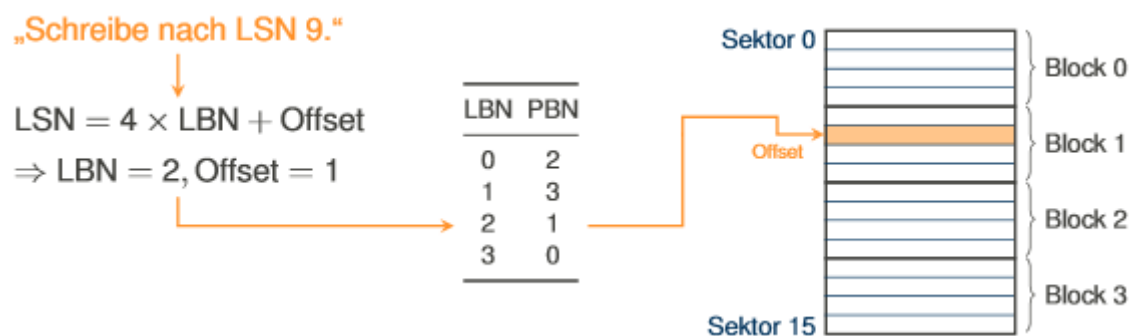 „Schreibe nach LSN 9.“
LSN = 4 × LBN + Offset
⇒ LBN = 2, Offset = 1
LBN PBN
0 2
1 3
2 1
3 0
Sektor 0
Offset
Sektor 15
Block 0
Block 1
Block 2
Block 3